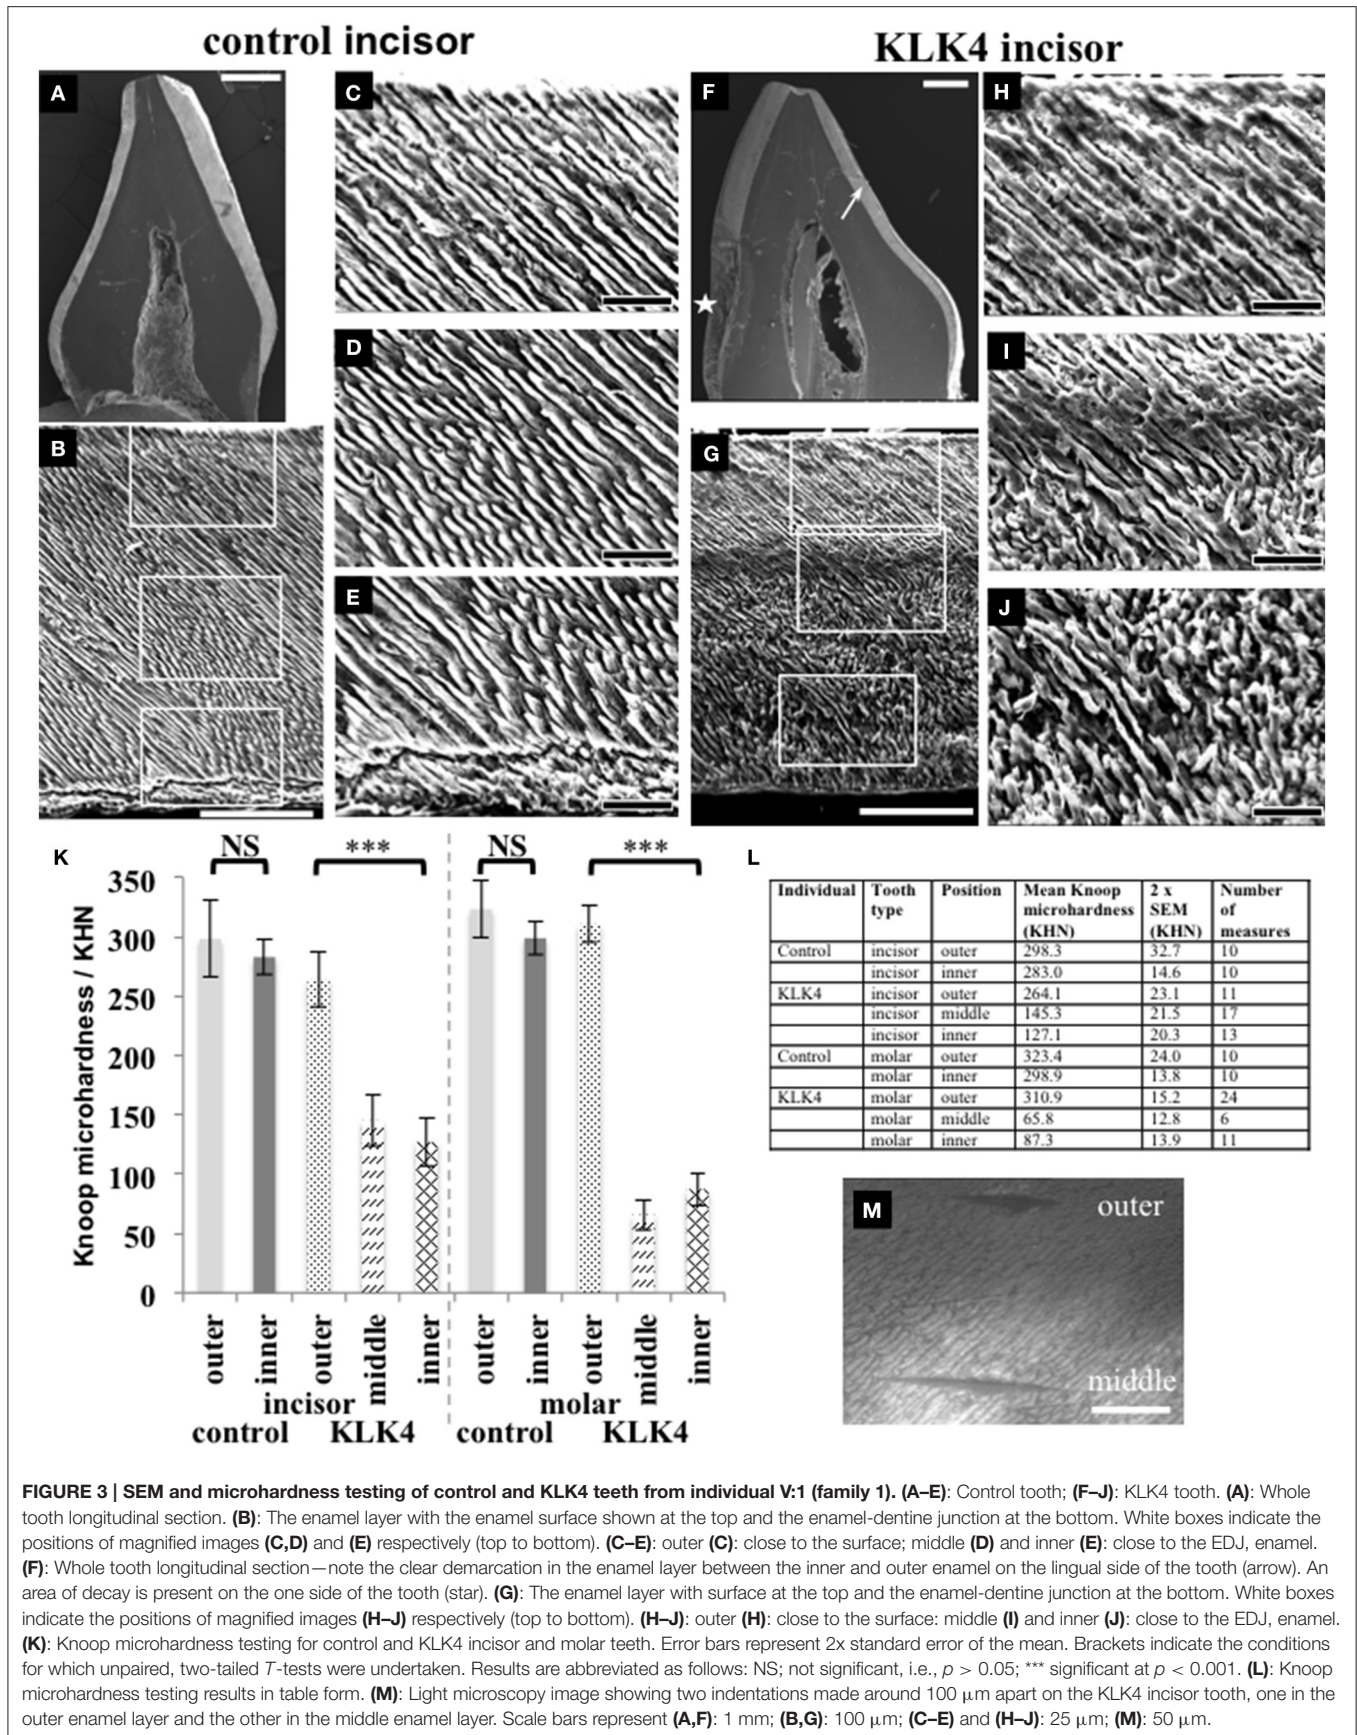 control incisor
KLK4 incisor
A
B
C
D
E
F
G
H
I
J
K
NS
***
NS
***
350
300
250
200
150
100
50
0
Knoop microhardness / KHN
outer
inner
outer
middle
inner
outer
inner
outer
middle
inner
incisor
molar
control KLK4 control KLK4
L
Individual Tooth type Position Mean Knoop microhardness (KHN) 2 x SEM (KHN) Number of measures
Control incisor outer 298.3 32.7 10
incisor inner 283.0 14.6 10
KLK4 incisor outer 264.1 23.1 11
incisor middle 145.3 21.5 17
incisor inner 127.1 20.3 13
Control molar outer 323.4 24.0 10
molar inner 298.9 13.8 10
KLK4 molar outer 310.9 15.2 24
molar middle 65.8 12.8 6
molar inner 87.3 13.9 11
M
outer
middle
FIGURE 3 | SEM and microhardness testing of control and KLK4 teeth from individual V:1 (family 1). (A–E): Control tooth; (F–J): KLK4 tooth. (A): Whole
tooth longitudinal section. (B): The enamel layer with the enamel surface shown at the top and the enamel-dentine junction at the bottom. White boxes indicate the
positions of magnified images (C,D) and (E) respectively (top to bottom). (C–E): outer (C): close to the surface; middle (D) and inner (E): close to the EDJ, enamel.
(F): Whole tooth longitudinal section—note the clear demarcation in the enamel layer between the inner and outer enamel on the lingual side of the tooth (arrow). An
area of decay is present on the one side of the tooth (star). (G): The enamel layer with surface at the top and the enamel-dentine junction at the bottom. White boxes
indicate the positions of magnified images (H–J) respectively (top to bottom). (H–J): outer (H): close to the surface: middle (I) and inner (J): close to the EDJ, enamel.
(K): Knoop microhardness testing for control and KLK4 incisor and molar teeth. Error bars represent 2x standard error of the mean. Brackets indicate the conditions
for which unpaired, two-tailed T-tests were undertaken. Results are abbreviated as follows: NS; not significant, i.e., p > 0.05; *** significant at p < 0.001. (L): Knoop
microhardness testing results in table form. (M): Light microscopy image showing two indentations made around 100 μm apart on the KLK4 incisor tooth, one in the
outer enamel layer and the other in the middle enamel layer. Scale bars represent (A,F): 1 mm; (B,G): 100 μm; (C–E) and (H–J): 25 μm; (M): 50 μm.